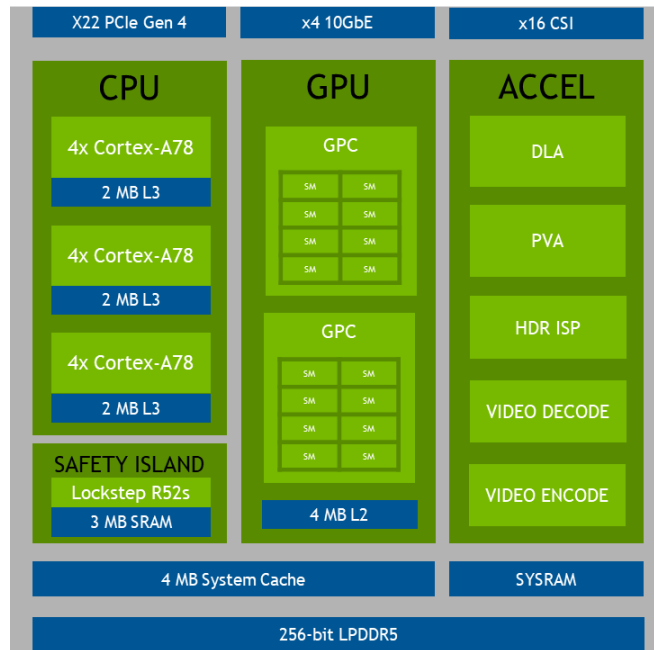 X22 PCIe Gen 4
x4 10GbE
x16 CSI
CPU
4x Cortex-A78
2 MB L3
4x Cortex-A78
2 MB L3
4x Cortex-A78
2 MB L3
SAFETY ISLAND
Lockstep R52s
3 MB SRAM
GPU
GPC
SM SM
SM SM
SM SM
SM SM
GPC
SM SM
SM SM
SM SM
SM SM
4 MB L2
ACCEL
DLA
PVA
HDR ISP
VIDEO DECODE
VIDEO ENCODE
4 MB System Cache
SYSRAM
256-bit LPDDR5